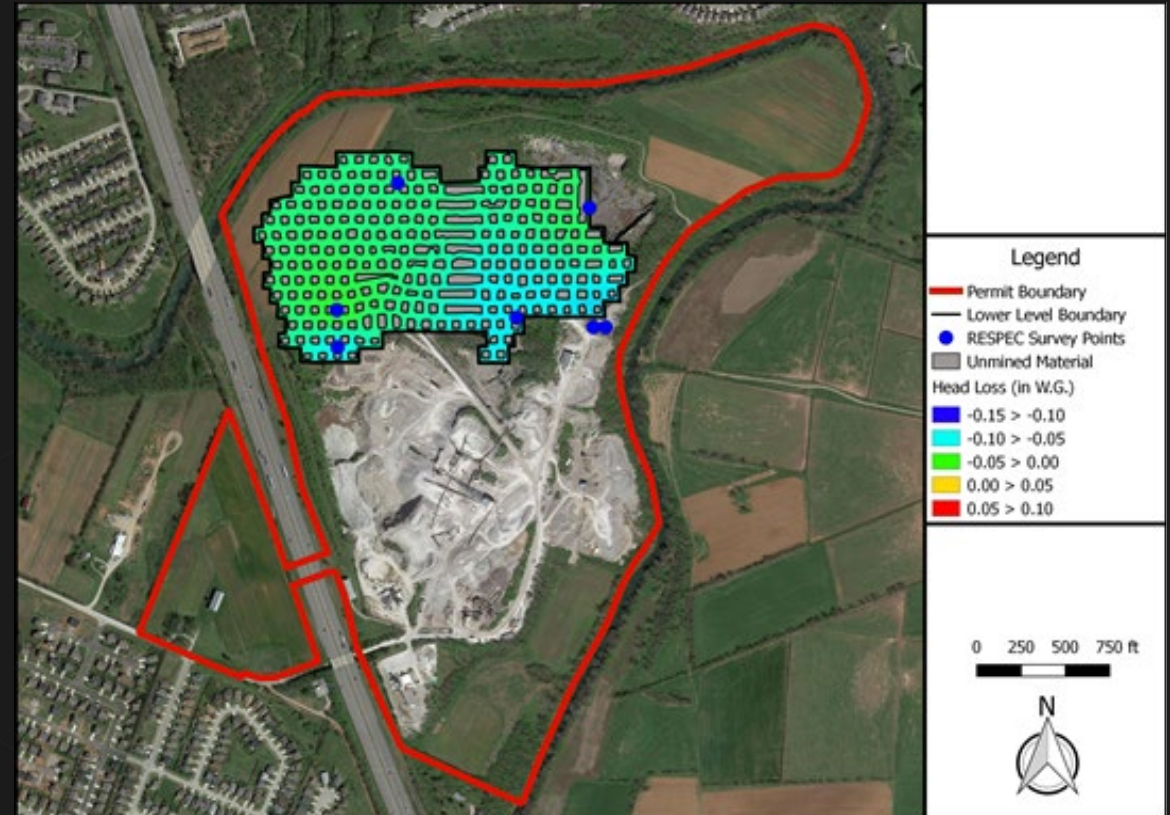 Legend
Permit Boundary
Lower Level Boundary
RESPEC Survey Points
Unmined Material
Head Loss (in W.G.)
-0.15 > -0.10
-0.10 > -0.05
-0.05 > 0.00
0.00 > 0.05
0.05 > 0.10
0 250 500 750 ft
N